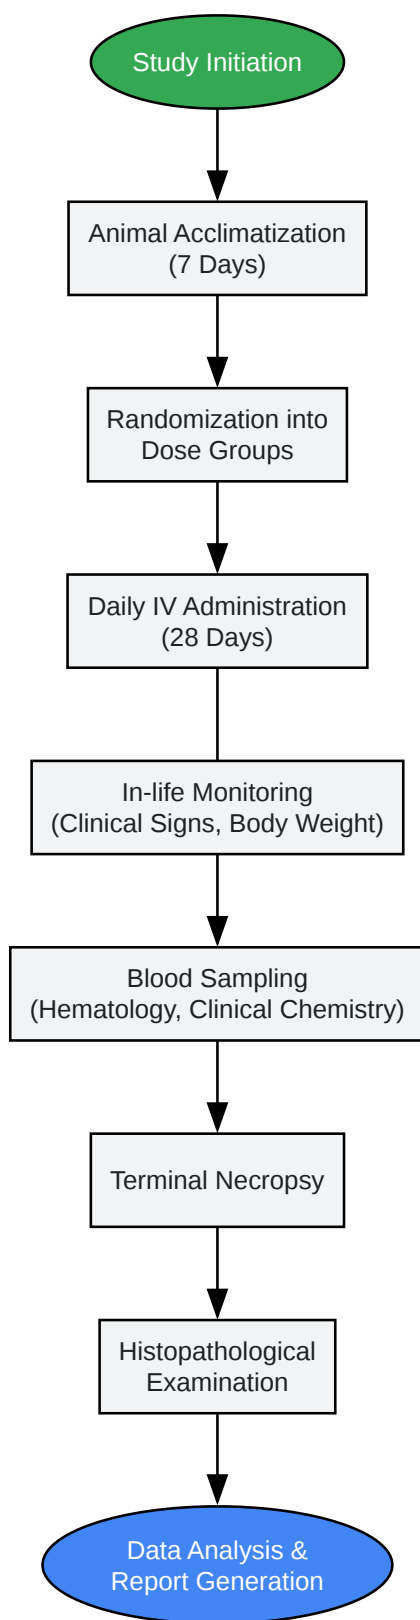 Study Initiation
Animal Acclimatization
(7 Days)
Randomization into
Dose Groups
Daily IV Administration
(28 Days)
In-life Monitoring
(Clinical Signs, Body Weight)
Blood Sampling
(Hematology, Clinical Chemistry)
Terminal Necropsy
Histopathological
Examination
Data Analysis &
Report Generation